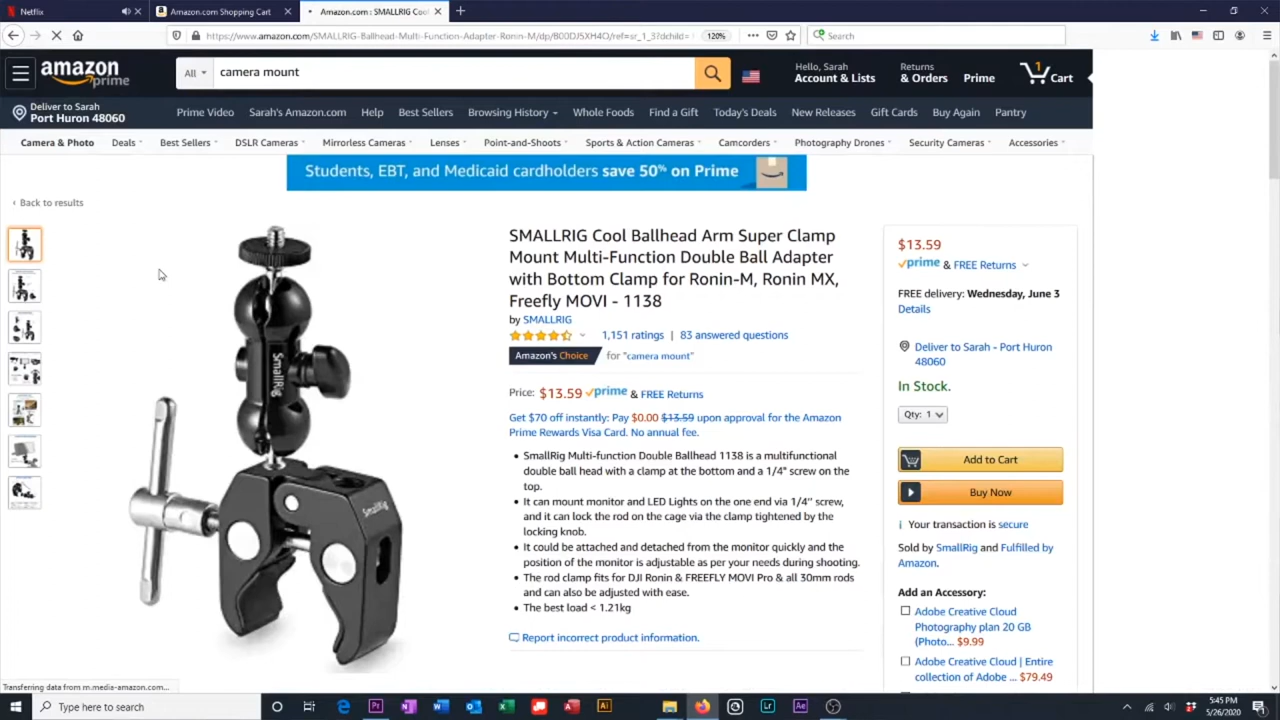 Netflix
Amazon.com Shopping Cart
Amazon.com : SMALLRIG Cool
https://www.amazon.com/SMALLRIG-Ballhead-Multi-Function-Adapter-Ronin-M/dp/B00DJ5XH4O/ref=sr_1_3?dchild=
120%
Search
amazon prime
All
camera mount
Hello, Sarah
Account & Lists
Returns
& Orders
Prime
1
Cart
Deliver to Sarah
Port Huron 48060
Prime Video
Sarah's Amazon.com
Help
Best Sellers
Browsing History
Whole Foods
Find a Gift
Today's Deals
New Releases
Gift Cards
Buy Again
Pantry
Camera & Photo
Deals
Best Sellers
DSLR Cameras
Mirrorless Cameras
Lenses
Point-and-Shoots
Sports & Action Cameras
Camcorders
Photography Drones
Security Cameras
Accessories
Students, EBT, and Medicaid cardholders save 50% on Prime
‹ Back to results
SmallRig
SmallRig
SMALLRIG Cool Ballhead Arm Super Clamp
Mount Multi-Function Double Ball Adapter
with Bottom Clamp for Ronin-M, Ronin MX,
Freefly MOVI - 1138
by SMALLRIG
1,151 ratings | 83 answered questions
Amazon's Choice for "camera mount"
Price: $13.59 prime & FREE Returns
Get $70 off instantly: Pay $0.00 $13.59 upon approval for the Amazon
Prime Rewards Visa Card. No annual fee.
• SmallRig Multi-function Double Ballhead 1138 is a multifunctional
double ball head with a clamp at the bottom and a 1/4" screw on the
top.
• It can mount monitor and LED Lights on the one end via 1/4'' screw,
and it can lock the rod on the cage via the clamp tightened by the
locking knob.
• It could be attached and detached from the monitor quickly and the
position of the monitor is adjustable as per your needs during shooting.
• The rod clamp fits for DJI Ronin & FREEFLY MOVI Pro & all 30mm rods
and can also be adjusted with ease.
• The best load < 1.21kg
Report incorrect product information.
$13.59
prime & FREE Returns
FREE delivery: Wednesday, June 3
Details
Deliver to Sarah - Port Huron
48060
In Stock.
Qty: 1
Add to Cart
Buy Now
Your transaction is secure
Sold by SmallRig and Fulfilled by
Amazon.
Add an Accessory:
Adobe Creative Cloud
Photography plan 20 GB
(Photo... $9.99
Adobe Creative Cloud | Entire
collection of Adobe ... $79.49
Transferring data from m.media-amazon.com...
Type here to search
5:45 PM
5/26/2020